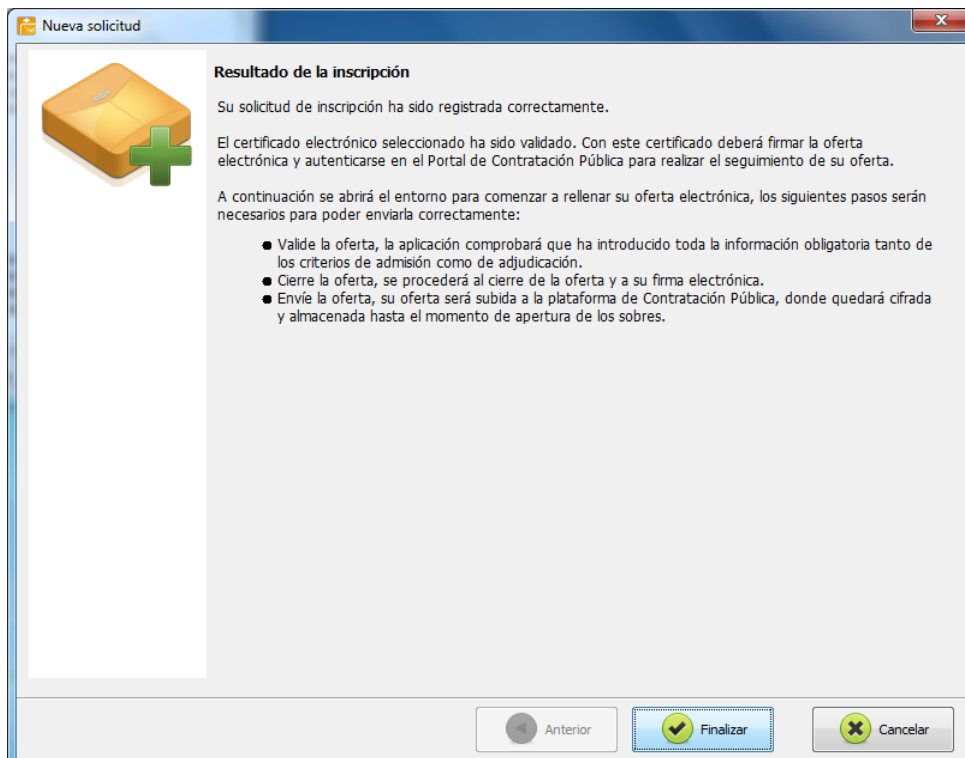 Nueva solicitud
Resultado de la inscripción
Su solicitud de inscripción ha sido registrada correctamente.
El certificado electrónico seleccionado ha sido validado. Con este certificado deberá firmar la oferta
electrónica y autenticarse en el Portal de Contratación Pública para realizar el seguimiento de su oferta.
A continuación se abrirá el entorno para comenzar a rellenar su oferta electrónica, los siguientes pasos serán
necesarios para poder enviarla correctamente:
● Valide la oferta, la aplicación comprobará que ha introducido toda la información obligatoria tanto de
los criterios de admisión como de adjudicación.
● Cierre la oferta, se procederá al cierre de la oferta y a su firma electrónica.
● Envíe la oferta, su oferta será subida a la plataforma de Contratación Pública, donde quedará cifrada
y almacenada hasta el momento de apertura de los sobres.
Anterior
Finalizar
Cancelar